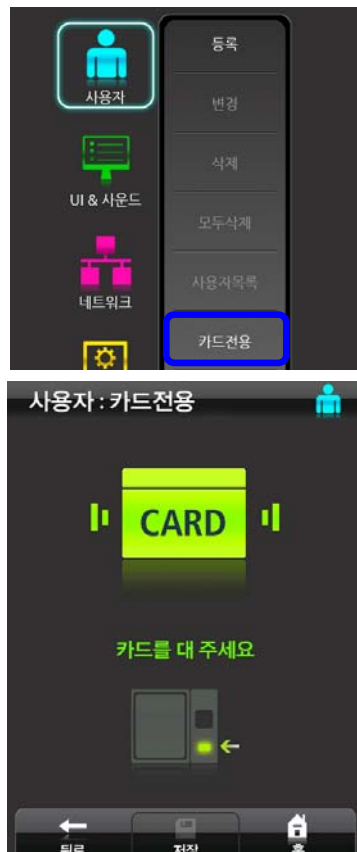 등록
사용자
변경
삭제
UI & 사운드
모두삭제
사용자목록
네트워크
카드전용
사용자 : 카드전용
CARD
카드를 대 주세요
뒤로
저장
홈